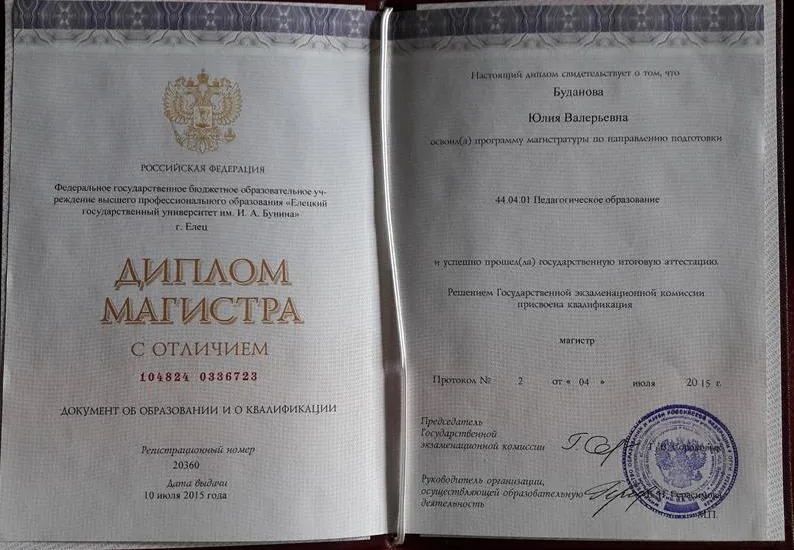 РОССИЙСКАЯ ФЕДЕРАЦИЯ
Федеральное государственное бюджетное образовательное уч-
реждение высшего профессионального образования «Елецкий
государственный университет им. И. А. Бунина»
г. Елец
ДИПЛОМ
МАГИСТРА
С ОТЛИЧИЕМ
104824 0336723
ДОКУМЕНТ ОБ ОБРАЗОВАНИИ И О КВАЛИФИКАЦИИ
Регистрационный номер
20360
Дата выдачи
10 июля 2015 года
Настоящий диплом свидетельствует о том, что
Буданова
Юлия Валерьевна
освоил(а) программу магистратуры по направлению подготовки
44.04.01 Педагогическое образование
и успешно прошел(ла) государственную итоговую аттестацию.
Решением Государственной экзаменационной комиссии
присвоена квалификация
магистр
Протокол № 2 от « 04 » июля 2015 г.
Председатель
Государственной
экзаменационной комиссии
Руководитель организации,
осуществляющей образовательную
деятельность
М.П.